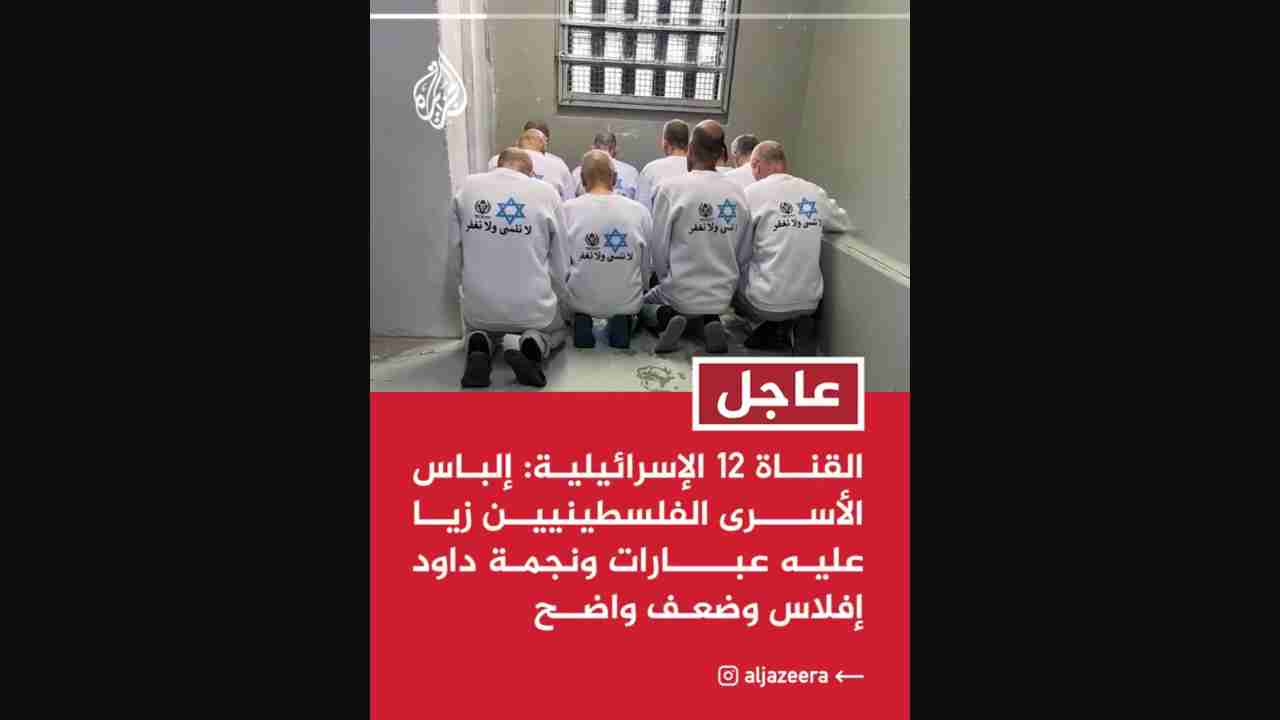 الجزيرة
لا ننسى ولا نغفر
لا ننسى ولا نغفر
لا ننسى ولا نغفر
لا ننسى ولا نغفر
عاجل
القناة 12 الإسرائيلية: إلباس
الأسرى الفلسطينيين زيا
عليه عبارات ونجمة داود
إفلاس وضعف واضح
aljazeera